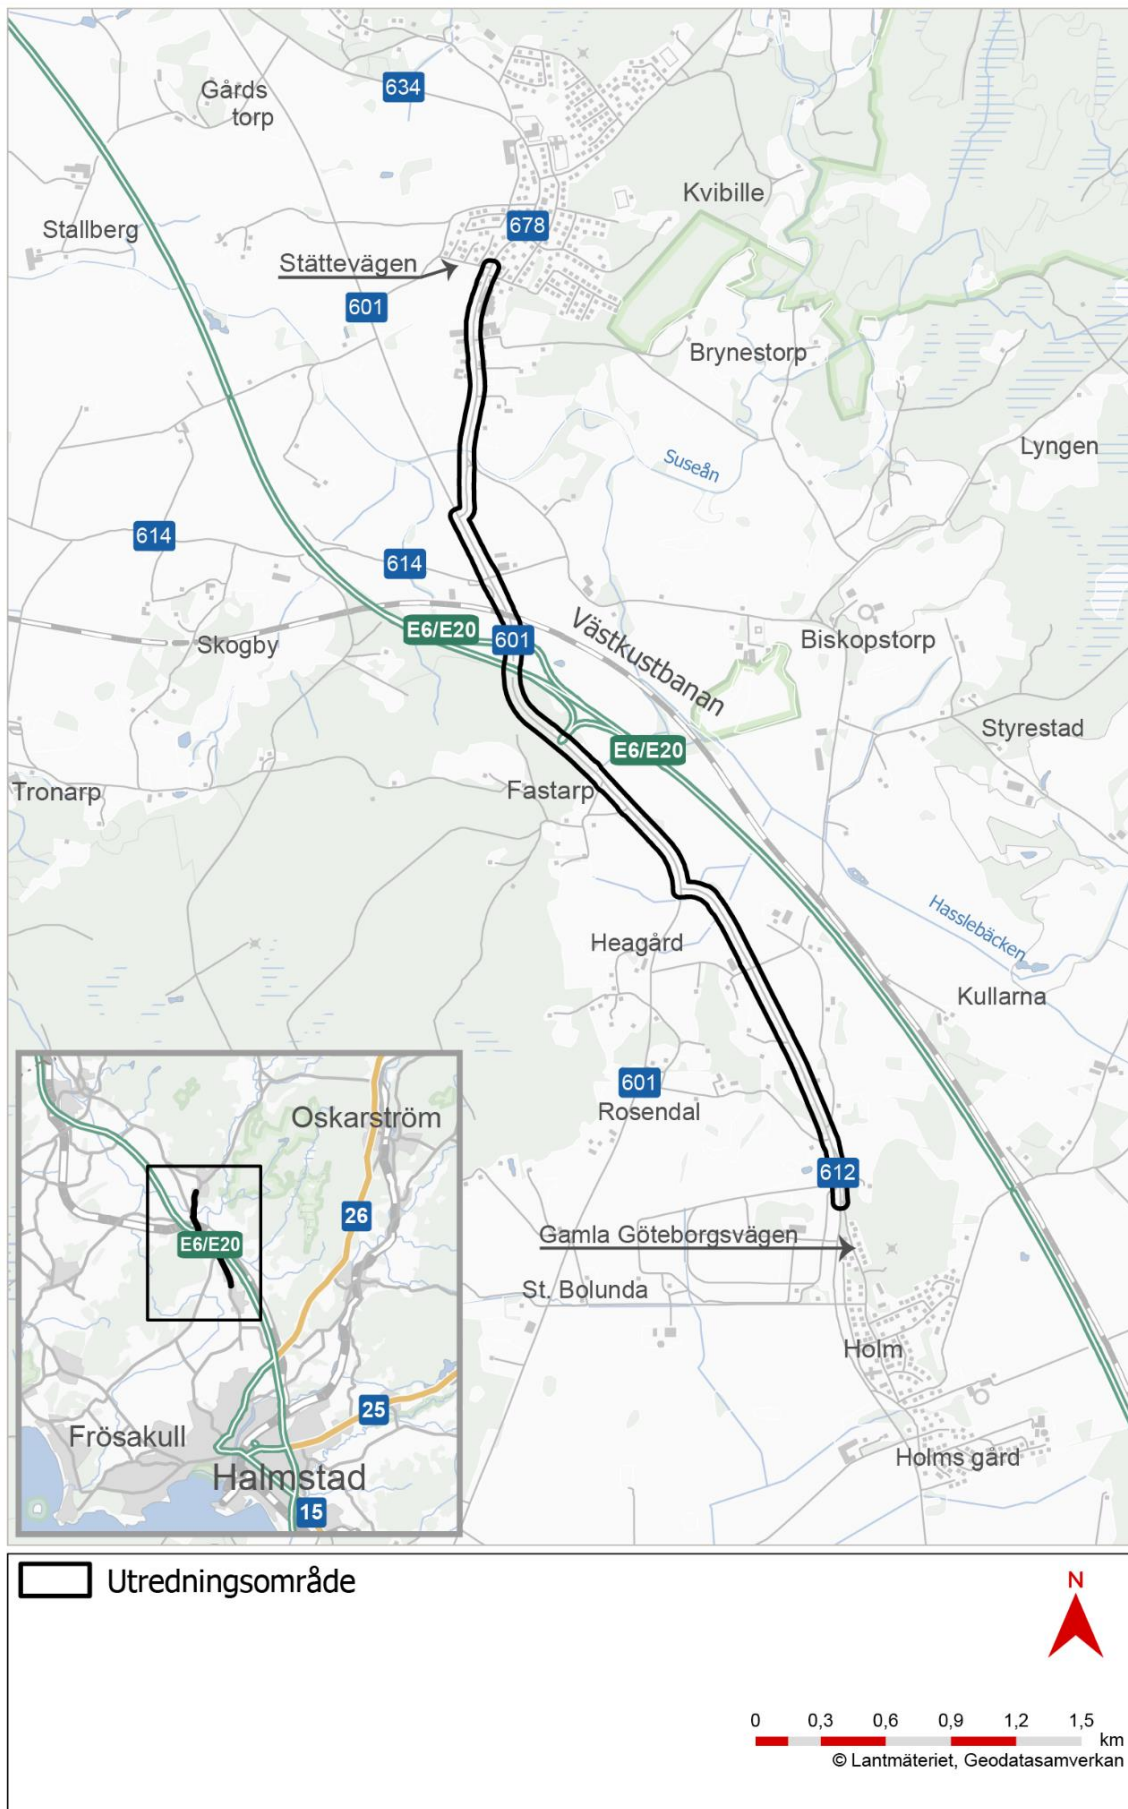 634
Gårds
torp
Kvibille
678
Stallberg
Stättevägen
601
Brynestorp
Lyngen
Suseån
614
614
Västkustbanan
E6/E20
601
Skogby
Biskopstorp
Styrestad
E6/E20
Tronarp
Fastarp
Hasslebäcken
Heagård
Kullarna
601
Rosendal
Oskarström
612
26
E6/E20
Gamla Göteborgsvägen
St. Bolunda
Holm
25
Frösakull
Holms gård
Halmstad
15
Utredningsområde
N
0 0,3 0,6 0,9 1,2 1,5
km
© Lantmäteriet, Geodatasamverkan